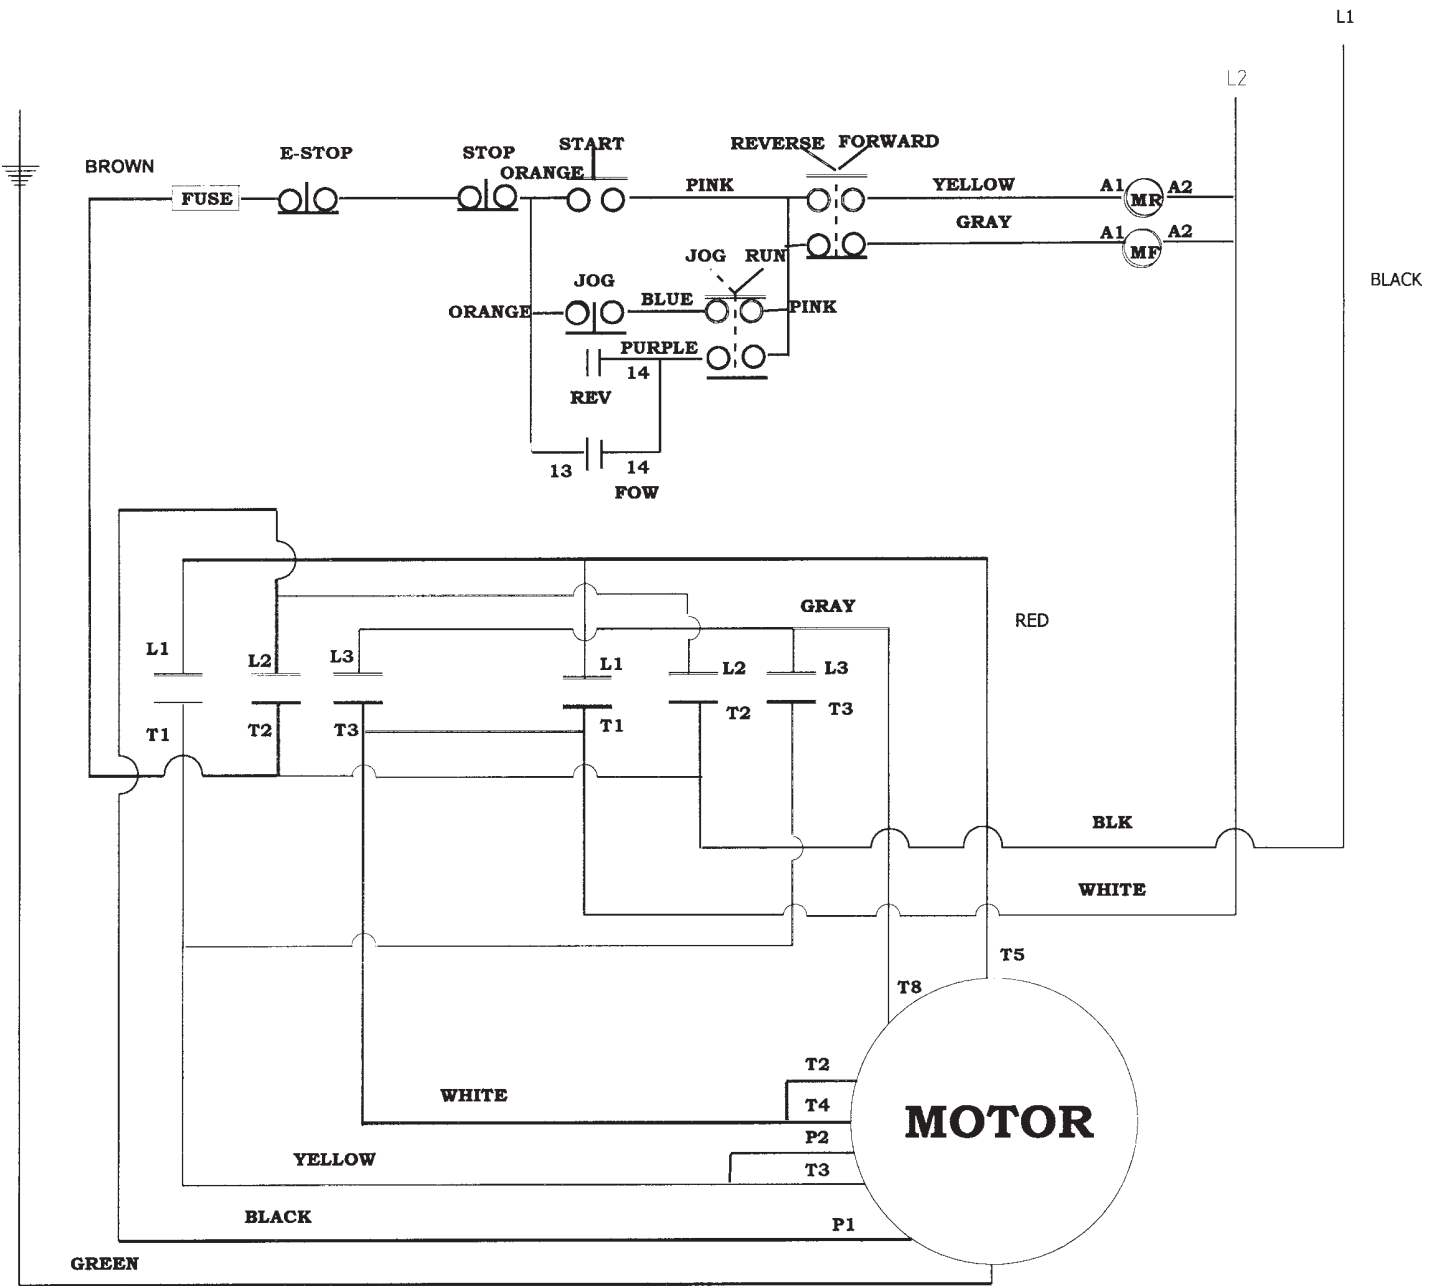 L1
L2
REVERSE FORWARD
START
E-STOP
STOP
BROWN
ORANGE
PINK
YELLOW
A1
A2
FUSE
MR
GRAY
A1
A2
MF
JOG
RUN
BLACK
JOG
BLUE
ORANGE
PINK
PURPLE
14
REV
13
14
FOW
GRAY
RED
L1
L2
L3
L1
L2
L3
T1
T2
T3
T1
T2
T3
BLK
WHITE
T5
T8
T2
WHITE
T4
MOTOR
P2
YELLOW
T3
BLACK
P1
GREEN